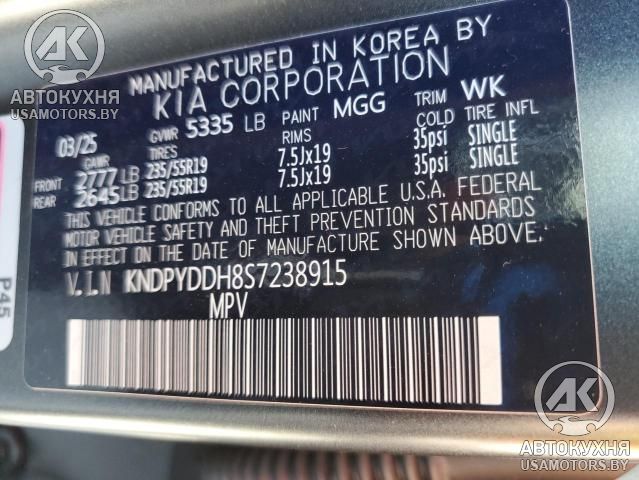 MANUFACTURED IN KOREA BY
KIA CORPORATION
03/25 GVWR 5335 LB PAINT MGG TRIM WK
GAWR TIRES RIMS COLD TIRE INFL
FRONT 2777 LB 235/55R19 7.5Jx19 35psi SINGLE
REAR 2645 LB 235/55R19 7.5Jx19 35psi SINGLE
THIS VEHICLE CONFORMS TO ALL APPLICABLE U.S.A. FEDERAL
MOTOR VEHICLE SAFETY AND THEFT PREVENTION STANDARDS
IN EFFECT ON THE DATE OF MANUFACTURE SHOWN ABOVE.
V.I.N KNDPYDDH8S7238915
MPV
P45
АК
АВТОКУХНЯ
USAMOTORS.BY
АК
АВТОКУХНЯ
USAMOTORS.BY